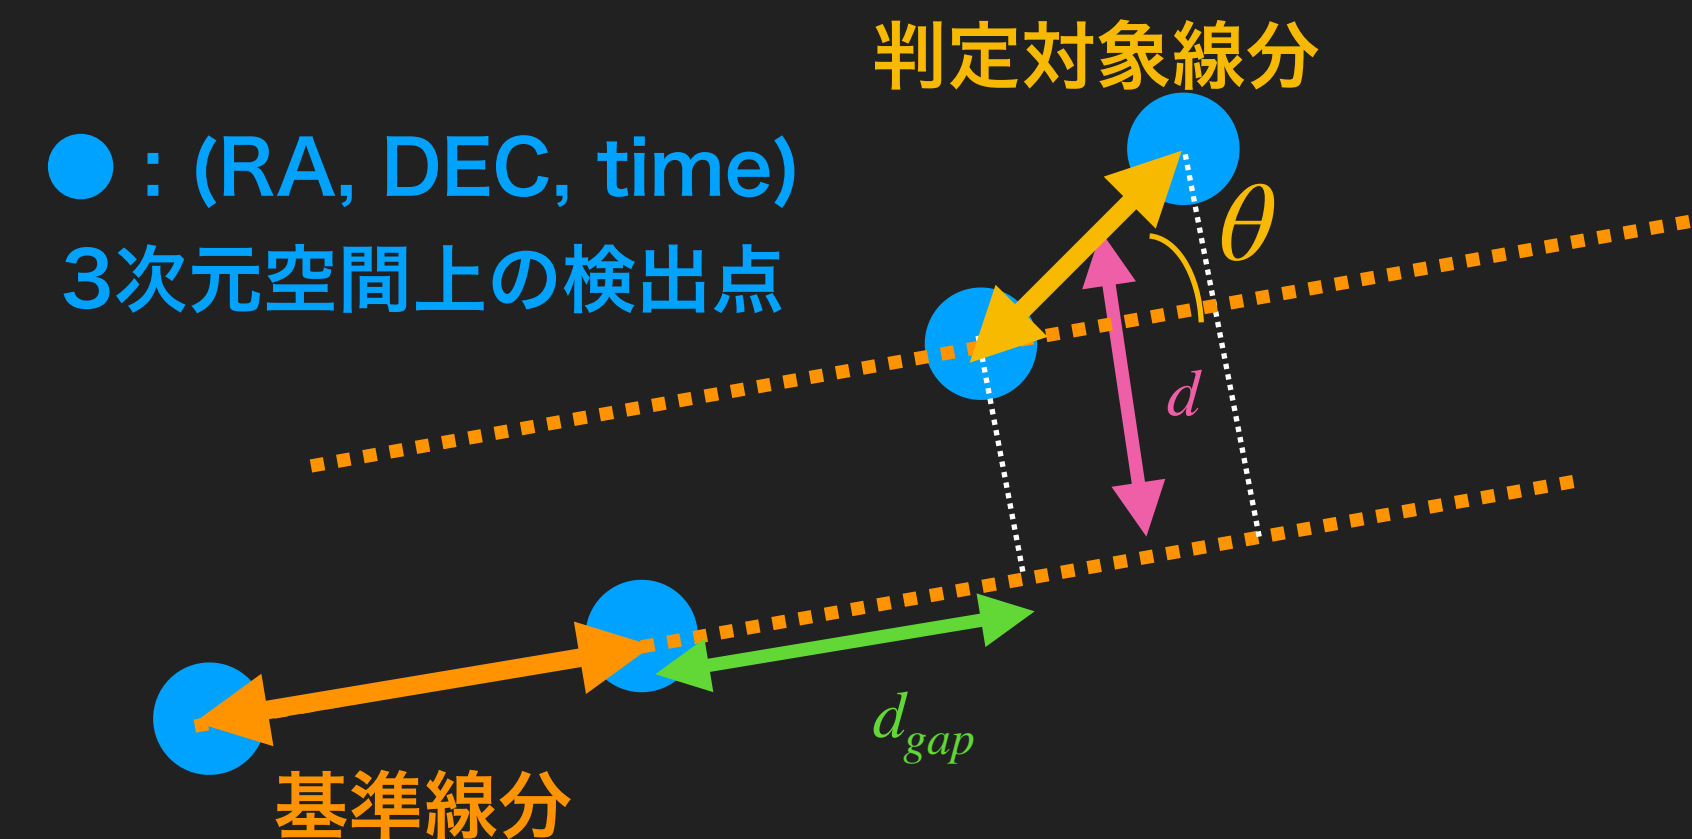 判定対象線分
: (RA, DEC, time)
3次元空間上の検出点
θ
d
d_gap
基準線分